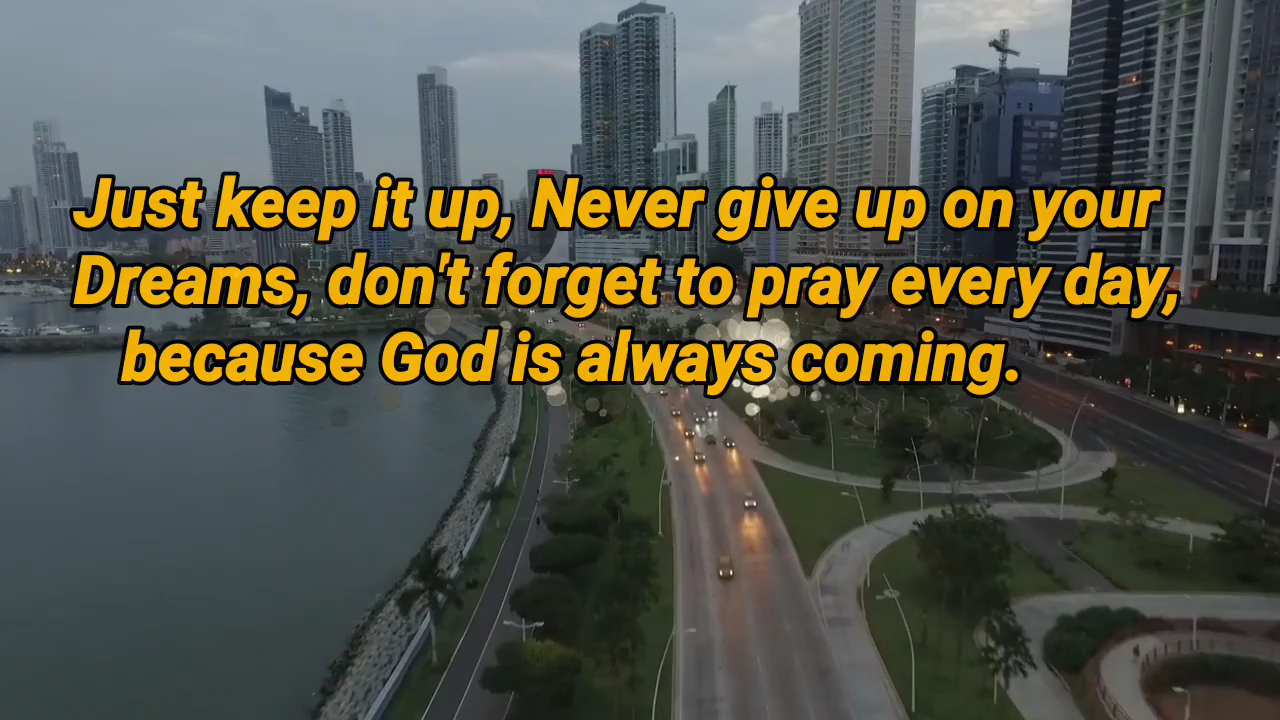 Just keep it up, Never give up on your
Dreams, don't forget to pray every day,
because God is always coming.